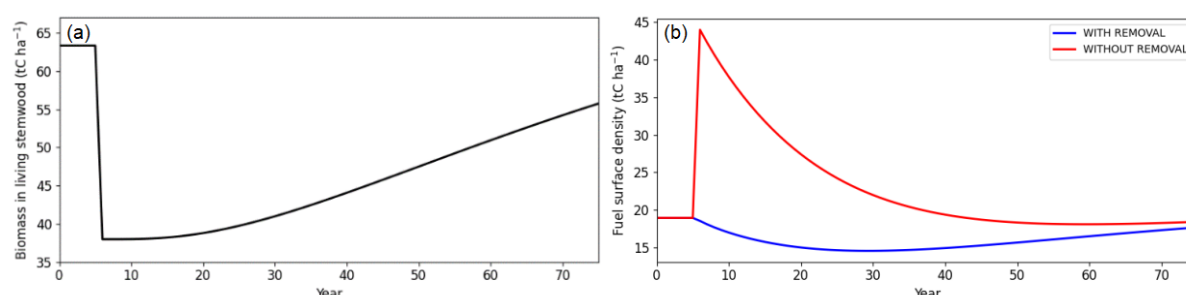 (a)
Biomass in living stemwood (tC ha⁻¹)
65
60
55
50
45
40
35
0 10 20 30 40 50 60 70
Year
(b)
Fuel surface density (tC ha⁻¹)
45
40
35
30
25
20
15
WITH REMOVAL
WITHOUT REMOVAL
0 10 20 30 40 50 60 70
Year